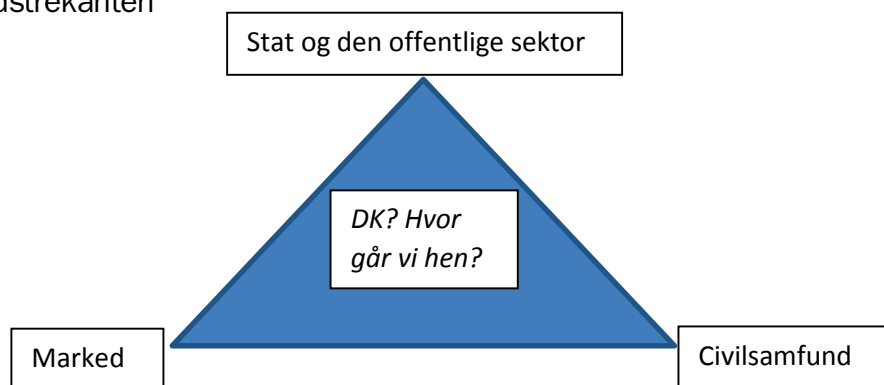 dstrekanten
Stat og den offentlige sektor
DK? Hvor
går vi hen?
Marked
Civilsamfund